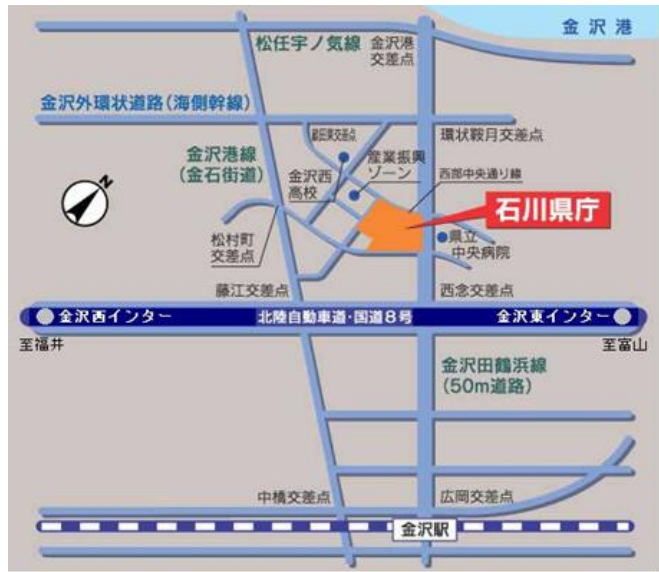 金沢港
松任宇ノ気線
金沢港
交差点
金沢外環状道路(海側幹線)
藤田東交差点
環状鞍月交差点
金沢港線
(金石街道)
金沢西
高校
産業振興
ゾーン
西部中央通り線
N
石川県庁
松村町
交差点
県立
中央病院
藤江交差点
西念交差点
金沢西インター
北陸自動車道・国道8号
金沢東インター
至福井
至富山
金沢田鶴浜線
(50m道路)
中橋交差点
広岡交差点
金沢駅